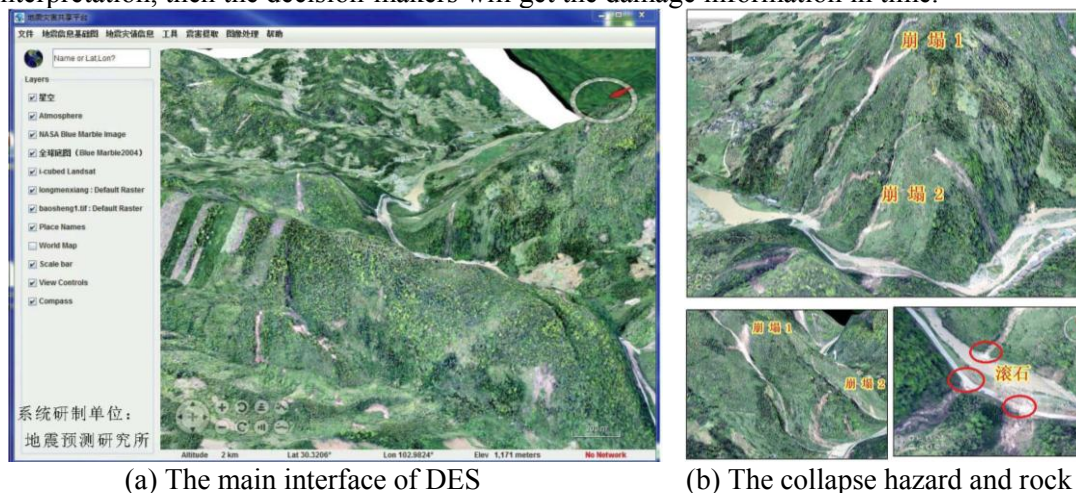 interpretation, then the decision-makers will get the damage information in time.
地震灾害共享平台
文件 地震信息基础图 地震灾情信息 工具 震害提取 图像处理 帮助
Name or Lat,Lon?
Layers
星空
Atmosphere
NASA Blue Marble Image
全球底图 (Blue Marble2004)
i-cubed Landsat
longmenxiang : Default Raster
baosheng1.tif : Default Raster
Place Names
World Map
Scale bar
View Controls
Compass
系统研制单位：
地震预测研究所
Altitude 2 km Lat 30.3206° Lon 102.9824° Elev 1,171 meters No Network
(a) The main interface of DES
崩塌 1
崩塌 2
崩塌 1
崩塌 2
滚石
(b) The collapse hazard and rock